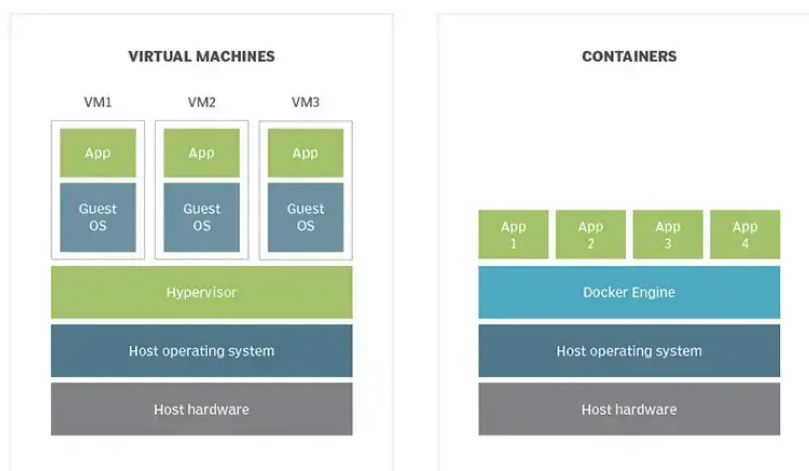 VIRTUAL MACHINES
VM1 VM2 VM3
App App App
Guest Guest Guest
OS OS OS
Hypervisor
Host operating system
Host hardware
CONTAINERS
App App App App
1 2 3 4
Docker Engine
Host operating system
Host hardware